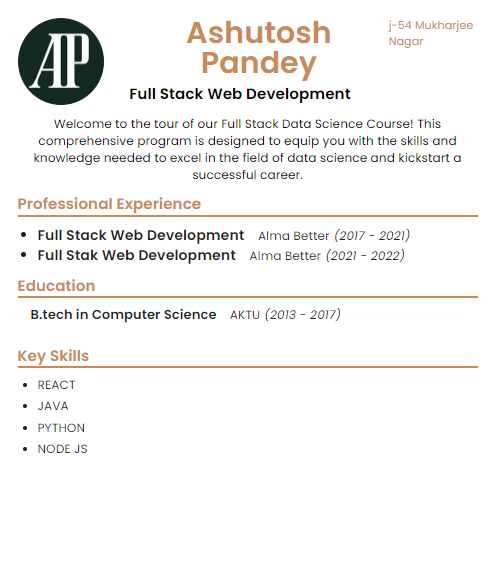 AP
Ashutosh
Pandey
j-54 Mukharjee
Nagar
Full Stack Web Development
Welcome to the tour of our Full Stack Data Science Course! This
comprehensive program is designed to equip you with the skills and
knowledge needed to excel in the field of data science and kickstart a
successful career.
Professional Experience
• Full Stack Web Development Alma Better (2017 - 2021)
• Full Stak Web Development Alma Better (2021 - 2022)
Education
B.tech in Computer Science AKTU (2013 - 2017)
Key Skills
• REACT
• JAVA
• PYTHON
• NODE JS